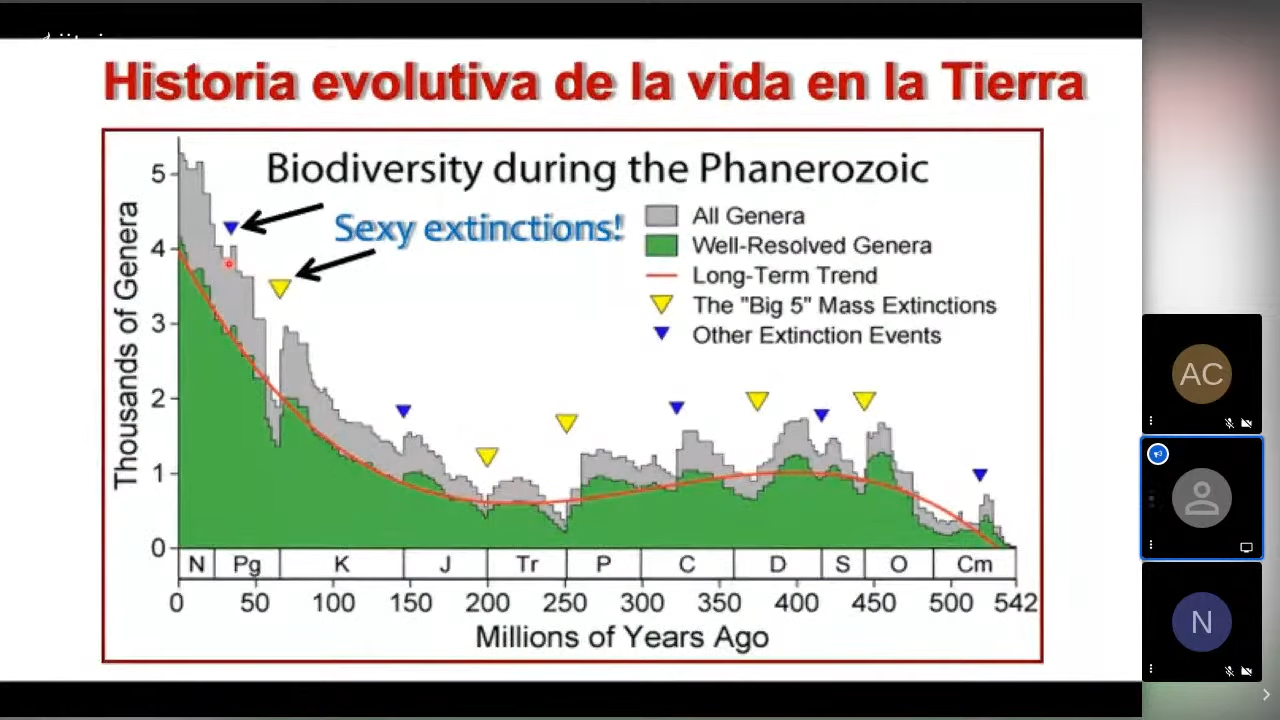 Historia evolutiva de la vida en la Tierra
Biodiversity during the Phanerozoic
Sexy extinctions!
All Genera
Well-Resolved Genera
Long-Term Trend
The "Big 5" Mass Extinctions
Other Extinction Events
Thousands of Genera
5
4
3
2
1
0
N Pg K J Tr P C D S O Cm
0 50 100 150 200 250 300 350 400 450 500 542
Millions of Years Ago
AC
N